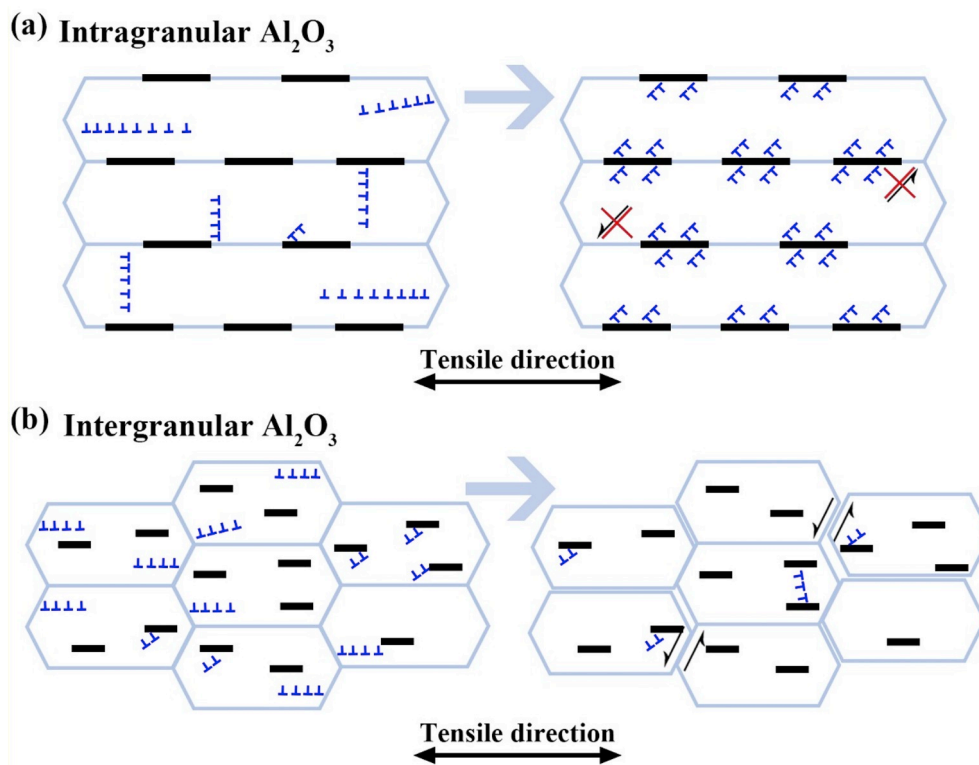 (a) Intragranular Al₂O₃
Tensile direction
(b) Intergranular Al₂O₃
Tensile direction